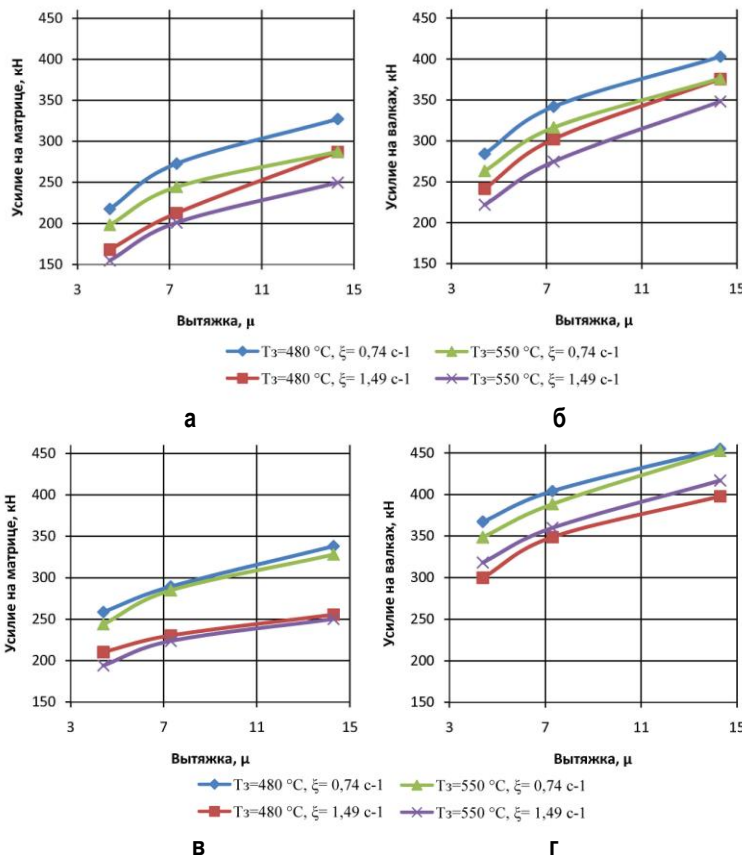 450
400
350
300
250
200
150
3 7 11 15
Усилие на матрице, кН
Вытяжка, μ
450
400
350
300
250
200
150
3 7 11 15
Усилие на валках, кН
Вытяжка, μ
Тз=480 °C, ξ= 0,74 с-1 Тз=550 °C, ξ= 0,74 с-1
Тз=480 °C, ξ= 1,49 с-1 Тз=550 °C, ξ= 1,49 с-1
а б
450
400
350
300
250
200
150
3 7 11 15
Усилие на матрице, кН
Вытяжка, μ
450
400
350
300
250
200
150
3 7 11 15
Усилие на валках, кН
Вытяжка, μ
Тз=480 °C, ξ= 0,74 с-1 Тз=550 °C, ξ= 0,74 с-1
Тз=480 °C, ξ= 1,49 с-1 Тз=550 °C, ξ= 1,49 с-1
в г